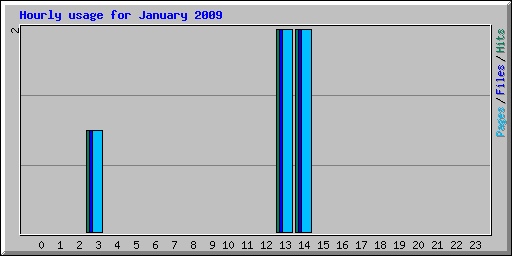 Hourly usage for January 2009
2
Pages/Files/Hits
0 1 2 3 4 5 6 7 8 9 10 11 12 13 14 15 16 17 18 19 20 21 22 23